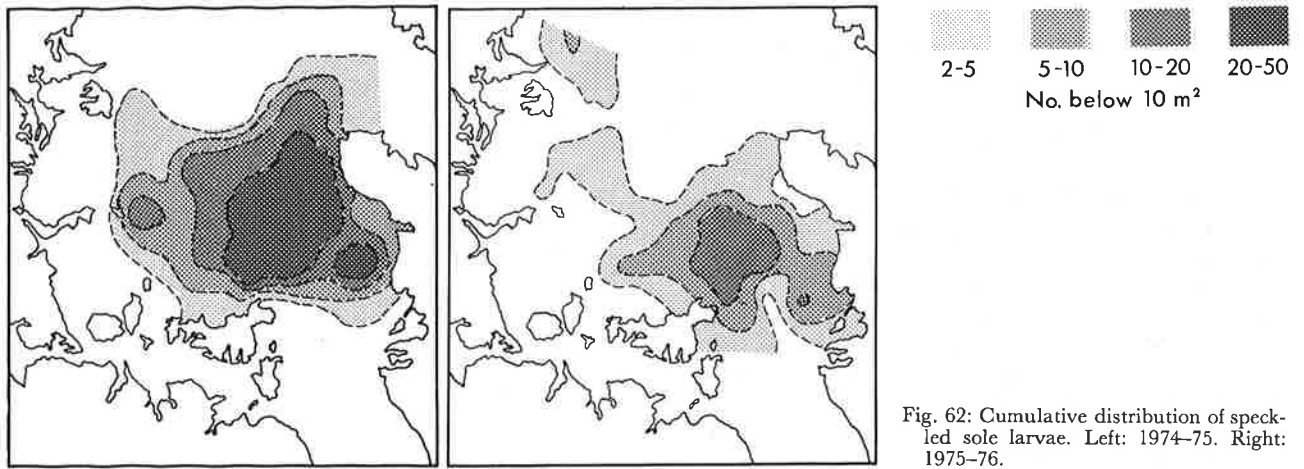 2-5 5-10 10-20 20-50
No. below 10 m²
Fig. 62: Cumulative distribution of speck-
led sole larvae. Left: 1974–75. Right:
1975–76.